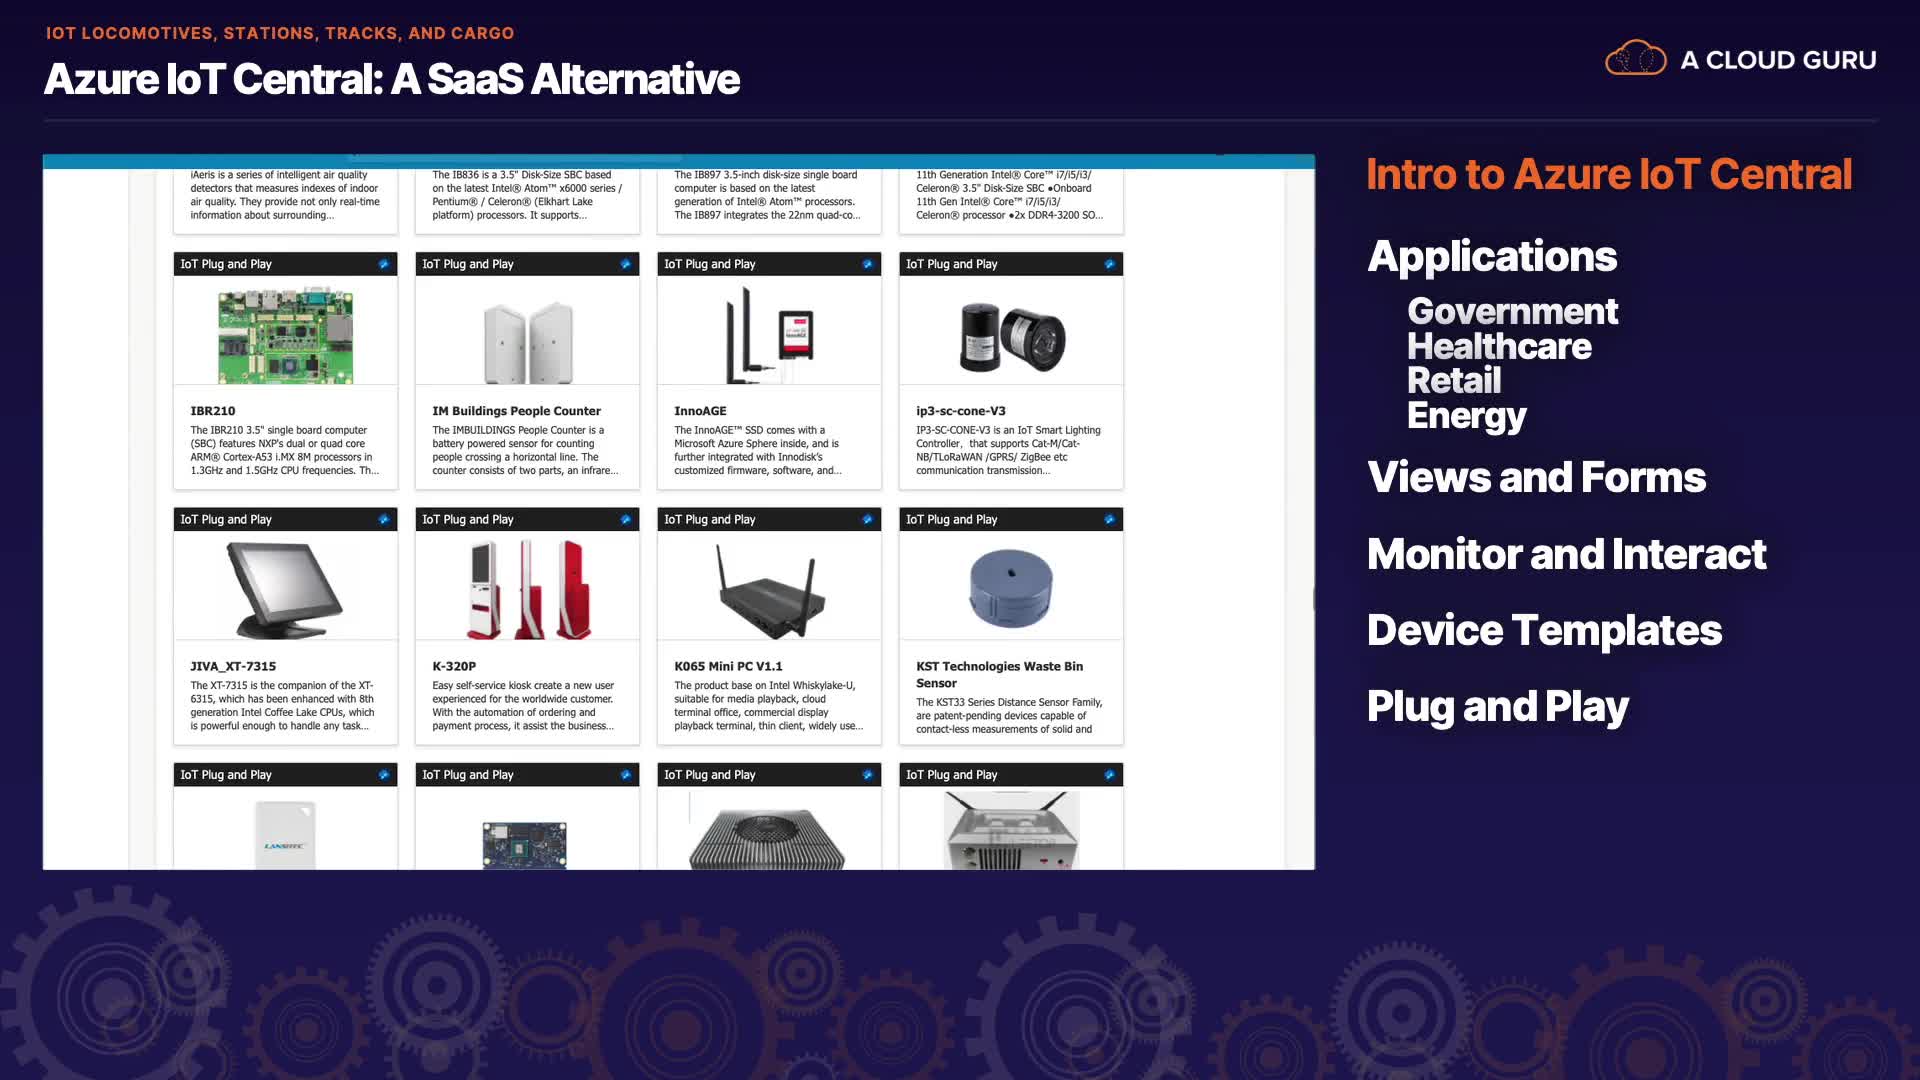 IOT LOCOMOTIVES, STATIONS, TRACKS, AND CARGO
Azure IoT Central: A SaaS Alternative
A CLOUD GURU
iAeris is a series of intelligent air quality
detectors that measures indexes of indoor
air quality. They provide not only real-time
information about surrounding...
The IB836 is a 3.5" Disk-Size SBC based
on the latest Intel® Atom™ x6000 series /
Pentium® / Celeron® (Elkhart Lake
platform) processors. It supports...
The IB897 3.5-inch disk-size single board
computer is based on the latest
generation of Intel® Atom™ processors.
The IB897 integrates the 22nm quad-co...
11th Generation Intel® Core™ i7/i5/i3/
Celeron® 3.5" Disk-Size SBC ●Onboard
11th Gen Intel® Core™ i7/i5/i3/
Celeron® processor ●2x DDR4-3200 SO...
IoT Plug and Play
IBR210
The IBR210 3.5" single board computer
(SBC) features NXP's dual or quad core
ARM® Cortex-A53 i.MX 8M processors in
1.3GHz and 1.5GHz CPU frequencies. Th...
IoT Plug and Play
IM Buildings People Counter
The IMBUILDINGS People Counter is a
battery powered sensor for counting
people crossing a horizontal line. The
counter consists of two parts, an infrare...
IoT Plug and Play
InnoAGE
The InnoAGE™ SSD comes with a
Microsoft Azure Sphere inside, and is
further integrated with Innodisk's
customized firmware, software, and...
IoT Plug and Play
ip3-sc-cone-V3
IP3-SC-CONE-V3 is an IoT Smart Lighting
Controller, that supports Cat-M/Cat-
NB/TLoRaWAN /GPRS/ ZigBee etc
communication transmission...
IoT Plug and Play
JIVA_XT-7315
The XT-7315 is the companion of the XT-
6315, which has been enhanced with 8th
generation Intel Coffee Lake CPUs, which
is powerful enough to handle any task...
IoT Plug and Play
K-320P
Easy self-service kiosk create a new user
experienced for the worldwide customer.
With the automation of ordering and
payment process, it assist the business...
IoT Plug and Play
K065 Mini PC V1.1
The product base on Intel Whiskylake-U,
suitable for media playback, cloud
terminal office, commercial display
playback terminal, thin client, widely use...
IoT Plug and Play
KST Technologies Waste Bin
Sensor
The KST33 Series Distance Sensor Family,
are patent-pending devices capable of
contact-less measurements of solid and
IoT Plug and Play
LANSITEC
IoT Plug and Play
IoT Plug and Play
IoT Plug and Play
Intro to Azure IoT Central
Applications
Government
Healthcare
Retail
Energy
Views and Forms
Monitor and Interact
Device Templates
Plug and Play